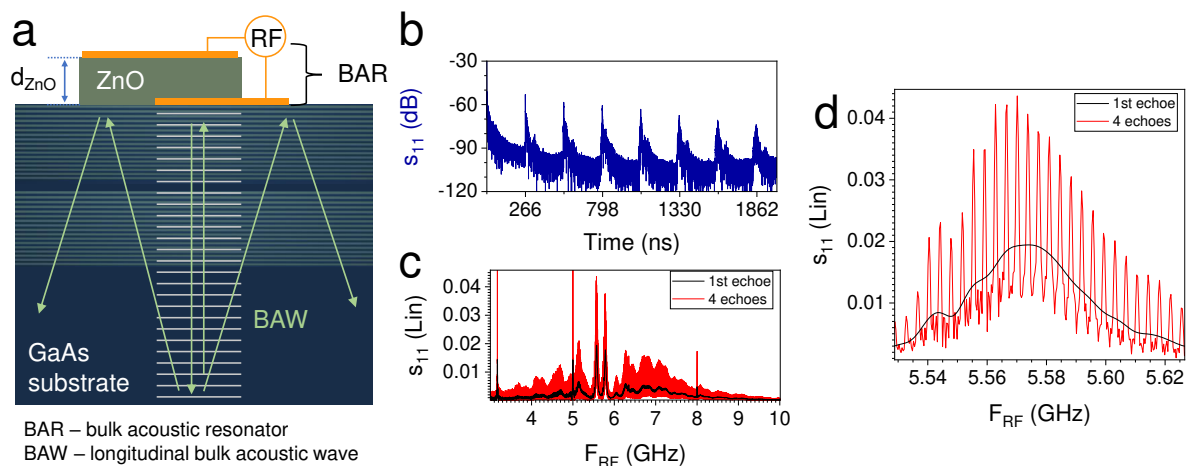 a
RF
ZnO
dZnO
BAR
BAW
GaAs
substrate
BAR – bulk acoustic resonator
BAW – longitudinal bulk acoustic wave
b
-30
-60
-90
-120
s11 (dB)
266 798 1330 1862
Time (ns)
c
1st echoe
4 echoes
0.04
0.03
0.02
0.01
s11 (Lin)
4 5 6 7 8 9 10
FRF (GHz)
d
1st echoe
4 echoes
0.04
0.03
0.02
0.01
s11 (Lin)
5.54 5.56 5.58 5.60 5.62
FRF (GHz)